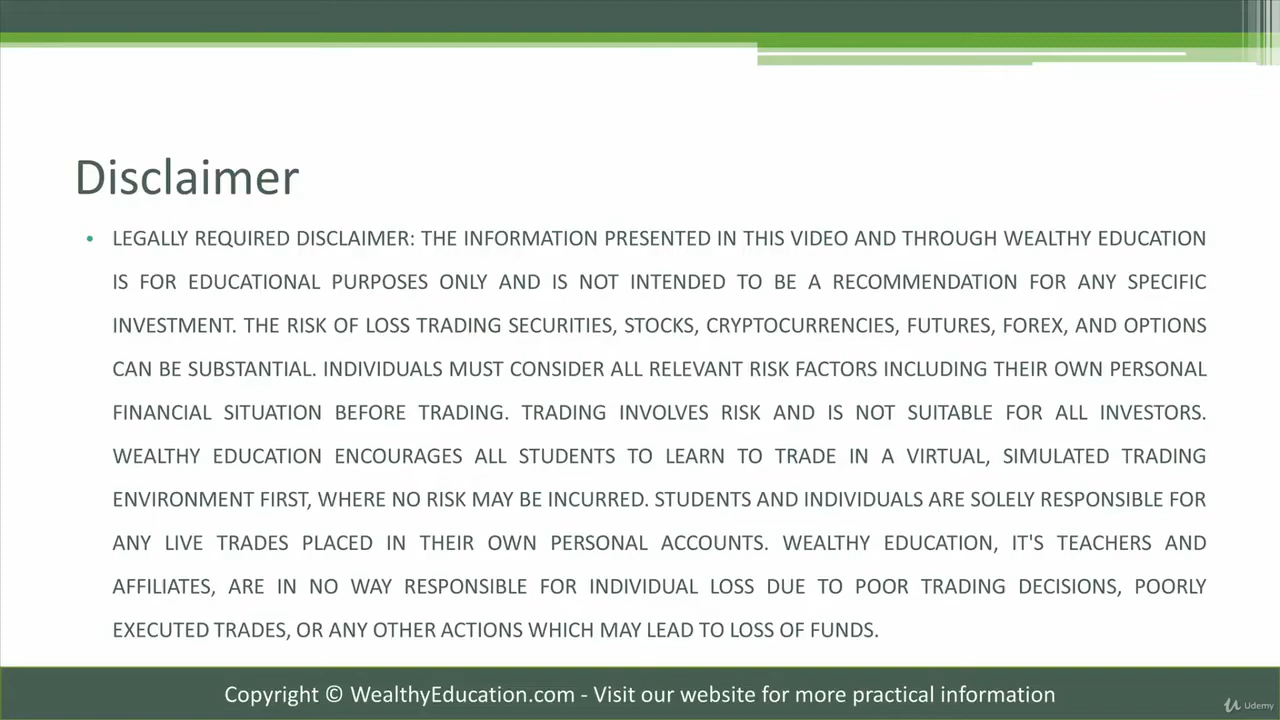 Disclaimer
• LEGALLY REQUIRED DISCLAIMER: THE INFORMATION PRESENTED IN THIS VIDEO AND THROUGH WEALTHY EDUCATION
IS FOR EDUCATIONAL PURPOSES ONLY AND IS NOT INTENDED TO BE A RECOMMENDATION FOR ANY SPECIFIC
INVESTMENT. THE RISK OF LOSS TRADING SECURITIES, STOCKS, CRYPTOCURRENCIES, FUTURES, FOREX, AND OPTIONS
CAN BE SUBSTANTIAL. INDIVIDUALS MUST CONSIDER ALL RELEVANT RISK FACTORS INCLUDING THEIR OWN PERSONAL
FINANCIAL SITUATION BEFORE TRADING. TRADING INVOLVES RISK AND IS NOT SUITABLE FOR ALL INVESTORS.
WEALTHY EDUCATION ENCOURAGES ALL STUDENTS TO LEARN TO TRADE IN A VIRTUAL, SIMULATED TRADING
ENVIRONMENT FIRST, WHERE NO RISK MAY BE INCURRED. STUDENTS AND INDIVIDUALS ARE SOLELY RESPONSIBLE FOR
ANY LIVE TRADES PLACED IN THEIR OWN PERSONAL ACCOUNTS. WEALTHY EDUCATION, IT'S TEACHERS AND
AFFILIATES, ARE IN NO WAY RESPONSIBLE FOR INDIVIDUAL LOSS DUE TO POOR TRADING DECISIONS, POORLY
EXECUTED TRADES, OR ANY OTHER ACTIONS WHICH MAY LEAD TO LOSS OF FUNDS.
Copyright © WealthyEducation.com - Visit our website for more practical information
Udemy